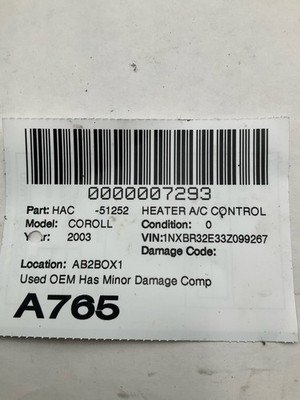 0000007293
Part: HAC -51252 HEATER A/C CONTROL
Model: COROLL Condition: 0
Year: 2003 VIN:1NXBR32E33Z099267
Damage Code:
Location: AB2BOX1
Used OEM Has Minor Damage Comp
A765